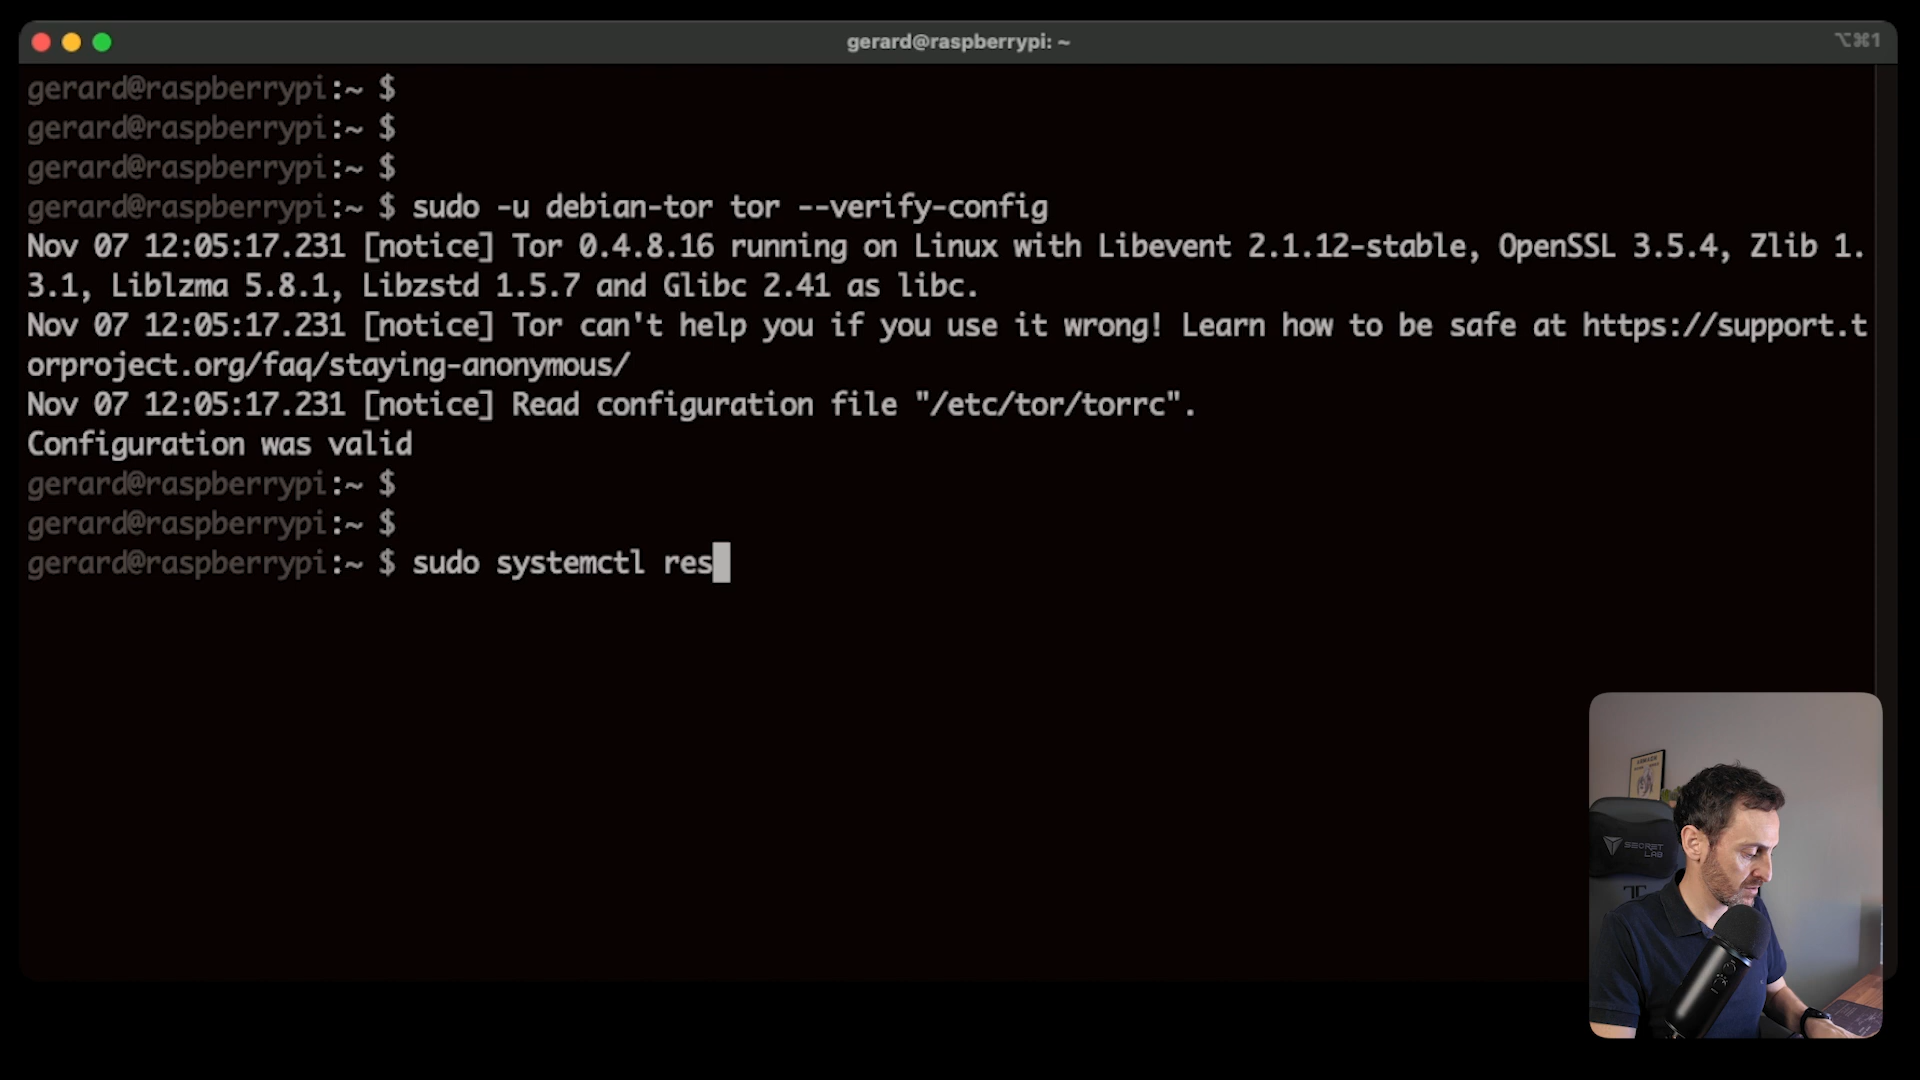 gerard@raspberrypi: ~
⌥⌘1
gerard@raspberrypi:~ $
gerard@raspberrypi:~ $
gerard@raspberrypi:~ $
gerard@raspberrypi:~ $ sudo -u debian-tor tor --verify-config
Nov 07 12:05:17.231 [notice] Tor 0.4.8.16 running on Linux with Libevent 2.1.12-stable, OpenSSL 3.5.4, Zlib 1.
3.1, Liblzma 5.8.1, Libzstd 1.5.7 and Glibc 2.41 as libc.
Nov 07 12:05:17.231 [notice] Tor can't help you if you use it wrong! Learn how to be safe at https://support.t
orproject.org/faq/staying-anonymous/
Nov 07 12:05:17.231 [notice] Read configuration file "/etc/tor/torrc".
Configuration was valid
gerard@raspberrypi:~ $
gerard@raspberrypi:~ $
gerard@raspberrypi:~ $ sudo systemctl res
SECRET
LAB